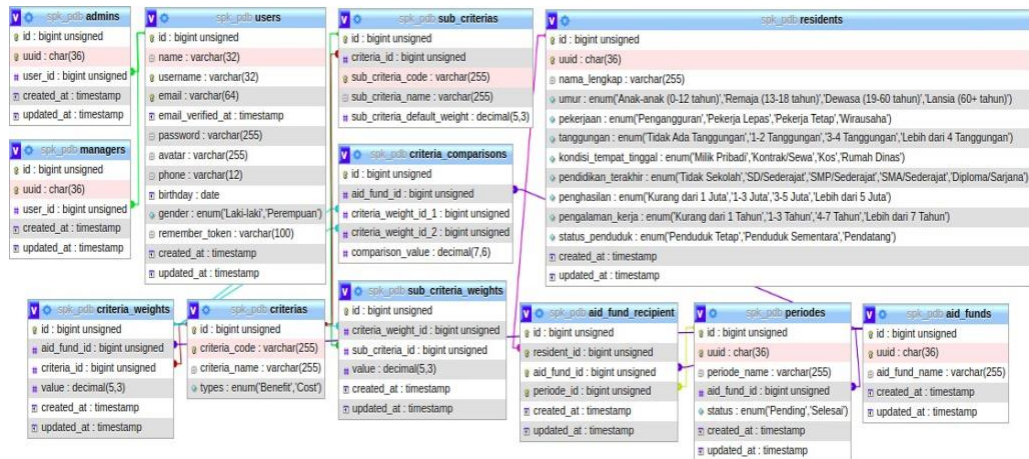 spk_pdb admins
id : bigint unsigned
uuid : char(36)
user_id : bigint unsigned
created_at : timestamp
updated_at : timestamp
spk_pdb managers
id : bigint unsigned
uuid : char(36)
user_id : bigint unsigned
created_at : timestamp
updated_at : timestamp
spk_pdb users
id : bigint unsigned
name : varchar(32)
username : varchar(32)
email : varchar(64)
email_verified_at : timestamp
password : varchar(255)
avatar : varchar(255)
phone : varchar(12)
birthday : date
gender : enum('Laki-laki','Perempuan')
remember_token : varchar(100)
created_at : timestamp
updated_at : timestamp
spk_pdb sub_criterias
id : bigint unsigned
criteria_id : bigint unsigned
sub_criteria_code : varchar(255)
sub_criteria_name : varchar(255)
sub_criteria_default_weight : decimal(5,3)
spk_pdb criteria_comparisons
id : bigint unsigned
aid_fund_id : bigint unsigned
criteria_weight_id_1 : bigint unsigned
criteria_weight_id_2 : bigint unsigned
comparison_value : decimal(7,6)
spk_pdb residents
id : bigint unsigned
uuid : char(36)
nama_lengkap : varchar(255)
umur : enum('Anak-anak (0-12 tahun)','Remaja (13-18 tahun)','Dewasa (19-60 tahun)','Lansia (60+ tahun)')
pekerjaan : enum('Pengangguran','Pekerja Lepas','Pekerja Tetap','Wirausaha')
tanggungan : enum('Tidak Ada Tanggungan','1-2 Tanggungan','3-4 Tanggungan','Lebih dari 4 Tanggungan')
kondisi_tempat_tinggal : enum('Milik Pribadi','Kontrak/Sewa','Kos','Rumah Dinas')
pendidikan_terakhir : enum('Tidak Sekolah','SD/Sederajat','SMP/Sederajat','SMA/Sederajat','Diploma/Sarjana')
penghasilan : enum('Kurang dari 1 Juta','1-3 Juta','3-5 Juta','Lebih dari 5 Juta')
pengalaman_kerja : enum('Kurang dari 1 Tahun','1-3 Tahun','4-7 Tahun','Lebih dari 7 Tahun')
status_penduduk : enum('Penduduk Tetap','Penduduk Sementara','Pendatang')
created_at : timestamp
updated_at : timestamp
spk_pdb criteria_weights
id : bigint unsigned
aid_fund_id : bigint unsigned
criteria_id : bigint unsigned
value : decimal(5,3)
created_at : timestamp
updated_at : timestamp
spk_pdb criterias
id : bigint unsigned
criteria_code : varchar(255)
criteria_name : varchar(255)
types : enum('Benefit','Cost')
spk_pdb sub_criteria_weights
id : bigint unsigned
criteria_weight_id : bigint unsigned
sub_criteria_id : bigint unsigned
value : decimal(5,3)
created_at : timestamp
updated_at : timestamp
spk_pdb aid_fund_recipient
id : bigint unsigned
resident_id : bigint unsigned
aid_fund_id : bigint unsigned
periode_id : bigint unsigned
created_at : timestamp
updated_at : timestamp
spk_pdb periodes
id : bigint unsigned
uuid : char(36)
periode_name : varchar(255)
aid_fund_id : bigint unsigned
status : enum('Pending','Selesai')
created_at : timestamp
updated_at : timestamp
spk_pdb aid_funds
id : bigint unsigned
uuid : char(36)
aid_fund_name : varchar(255)
created_at : timestamp
updated_at : timestamp